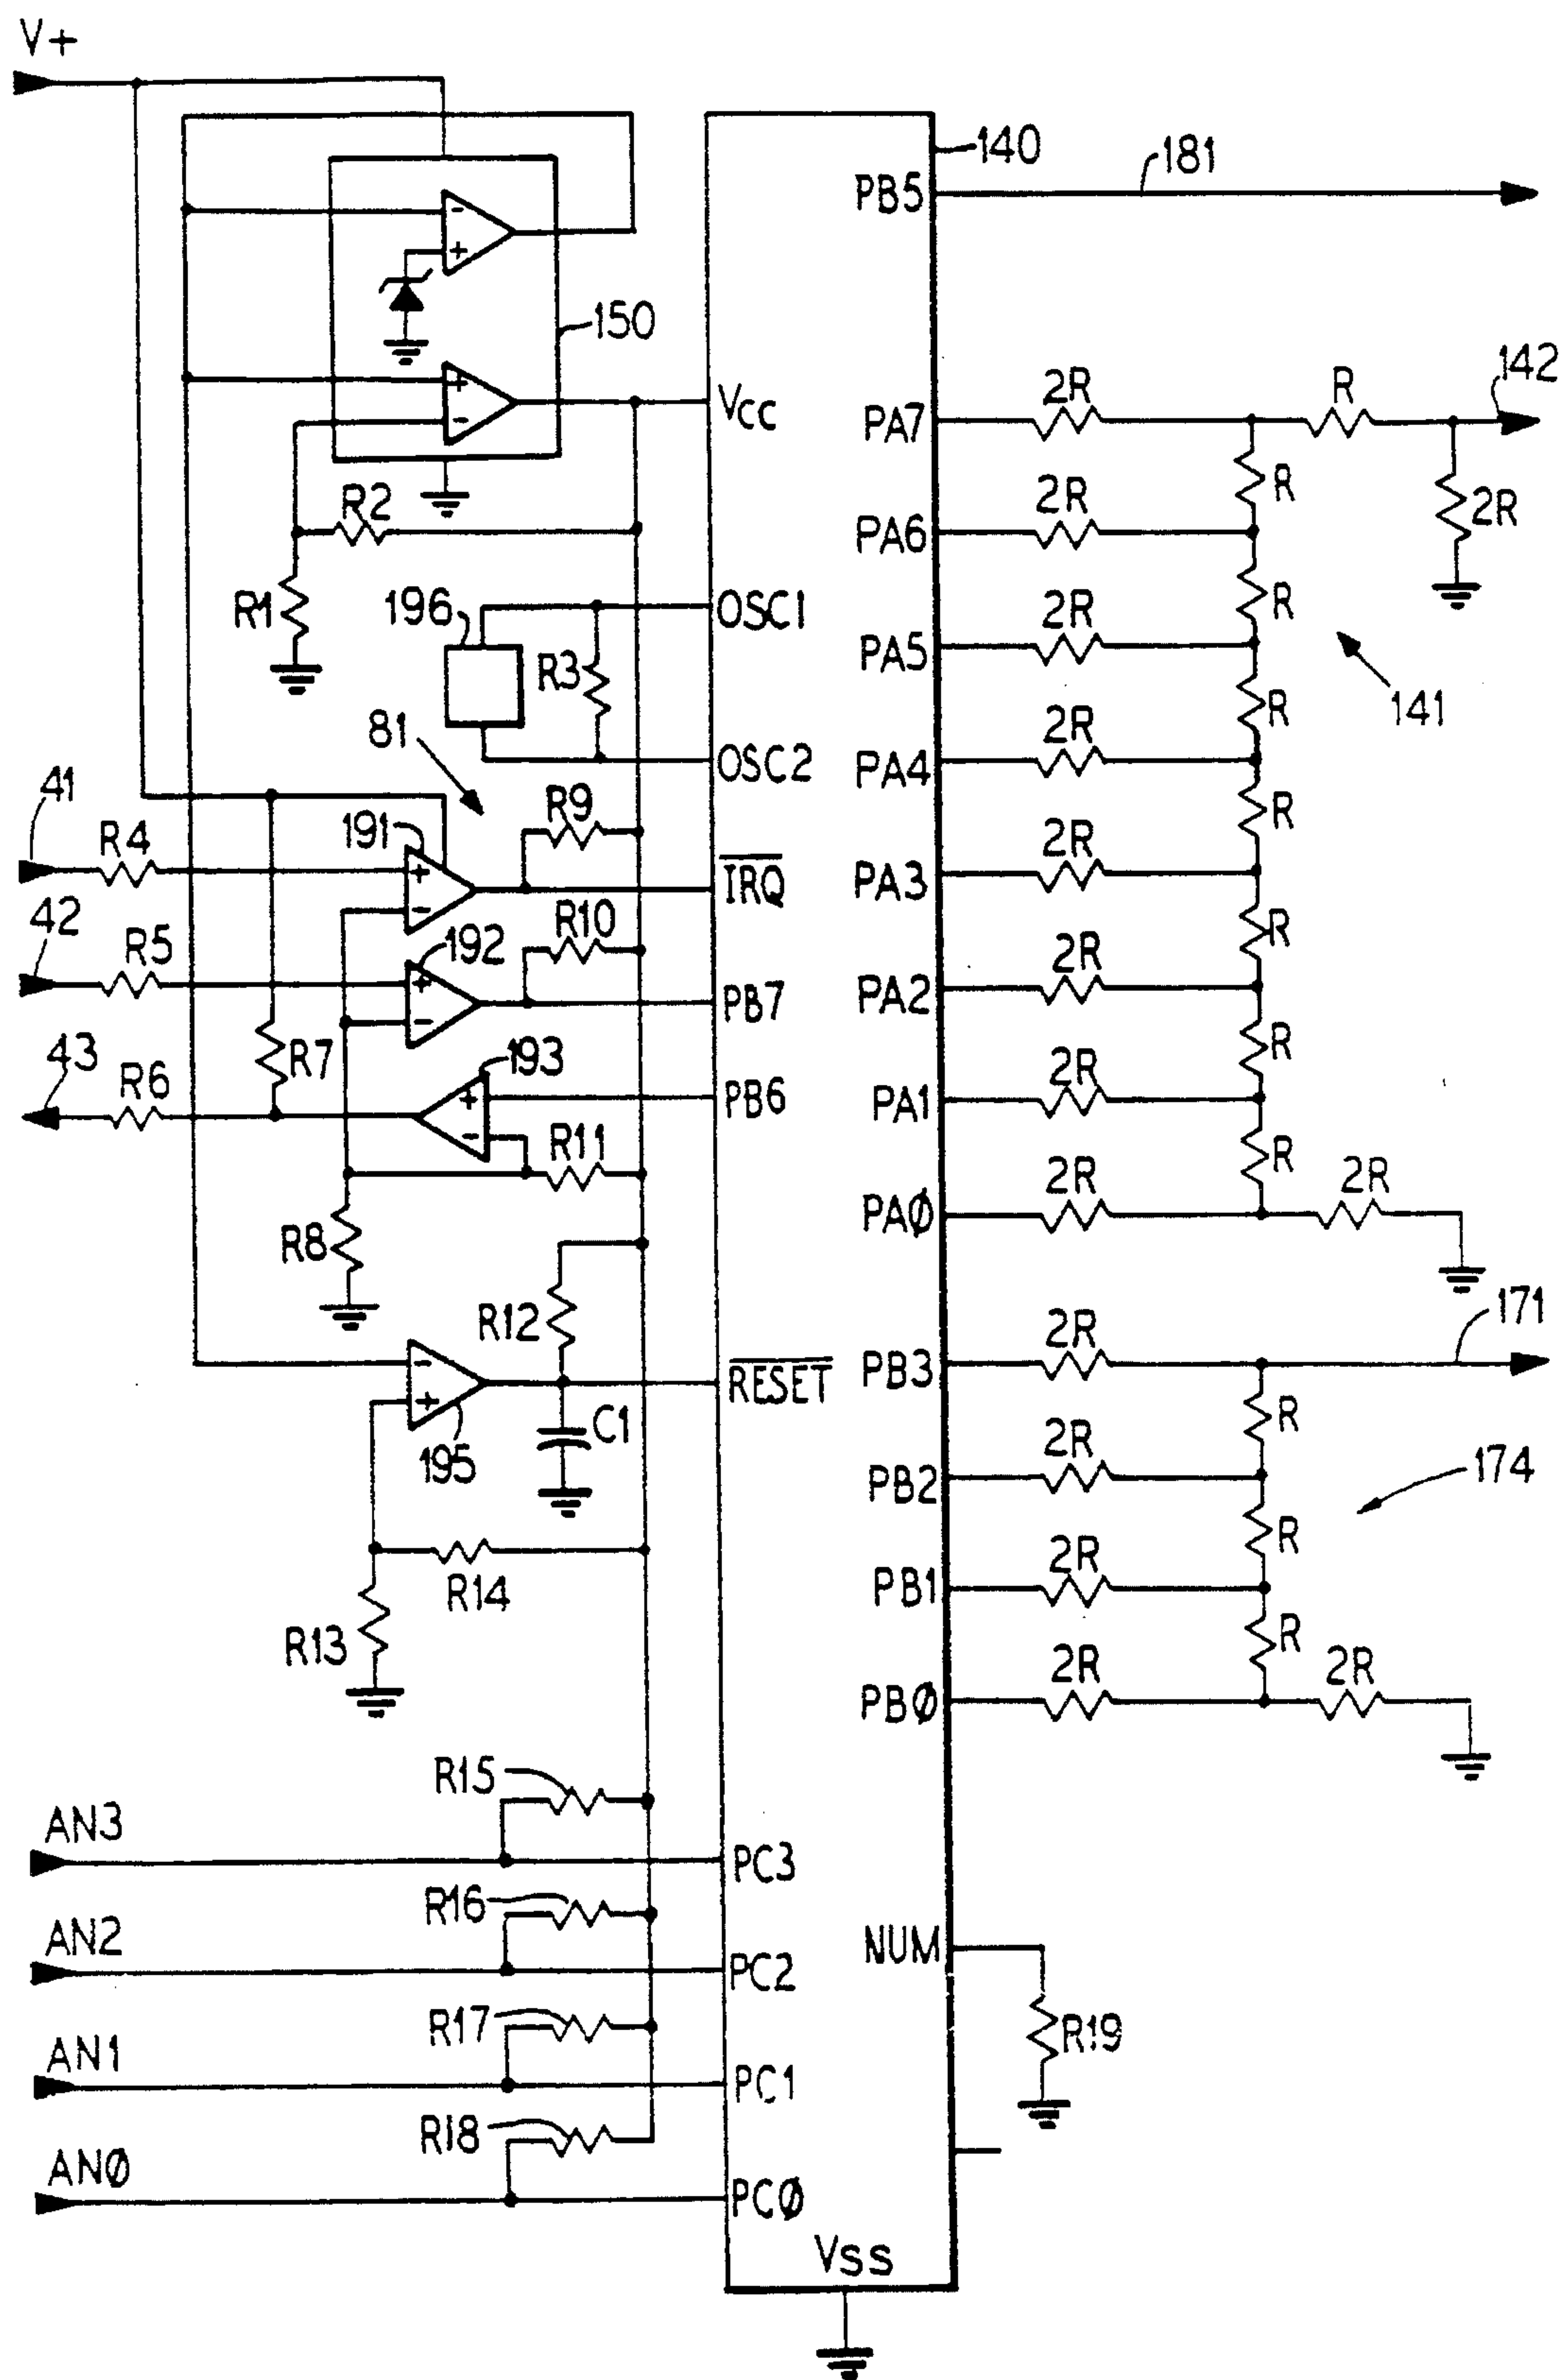 V+
140
181
PB5
150
142
2R
R
VCC
PA7
R
2R
2R
R2
PA6
R
R1
196
OSC1
2R
R3
PA5
R
141
81
2R
OSC2
PA4
41
R9
R
R4
191
2R
IRQ
PA3
42
R10
R
R5
192
2R
PB7
PA2
43
R7
R
R6
193
2R
PB6
PA1
R11
R
2R
2R
PAØ
R8
171
R12
2R
PB3
RESET
R
C1
195
2R
174
PB2
R
R14
2R
PB1
R13
R
2R
2R
PBØ
R15
AN3
PC3
R16
NUM
AN2
PC2
R17
R19
AN1
PC1
R18
ANØ
PCØ
VSS